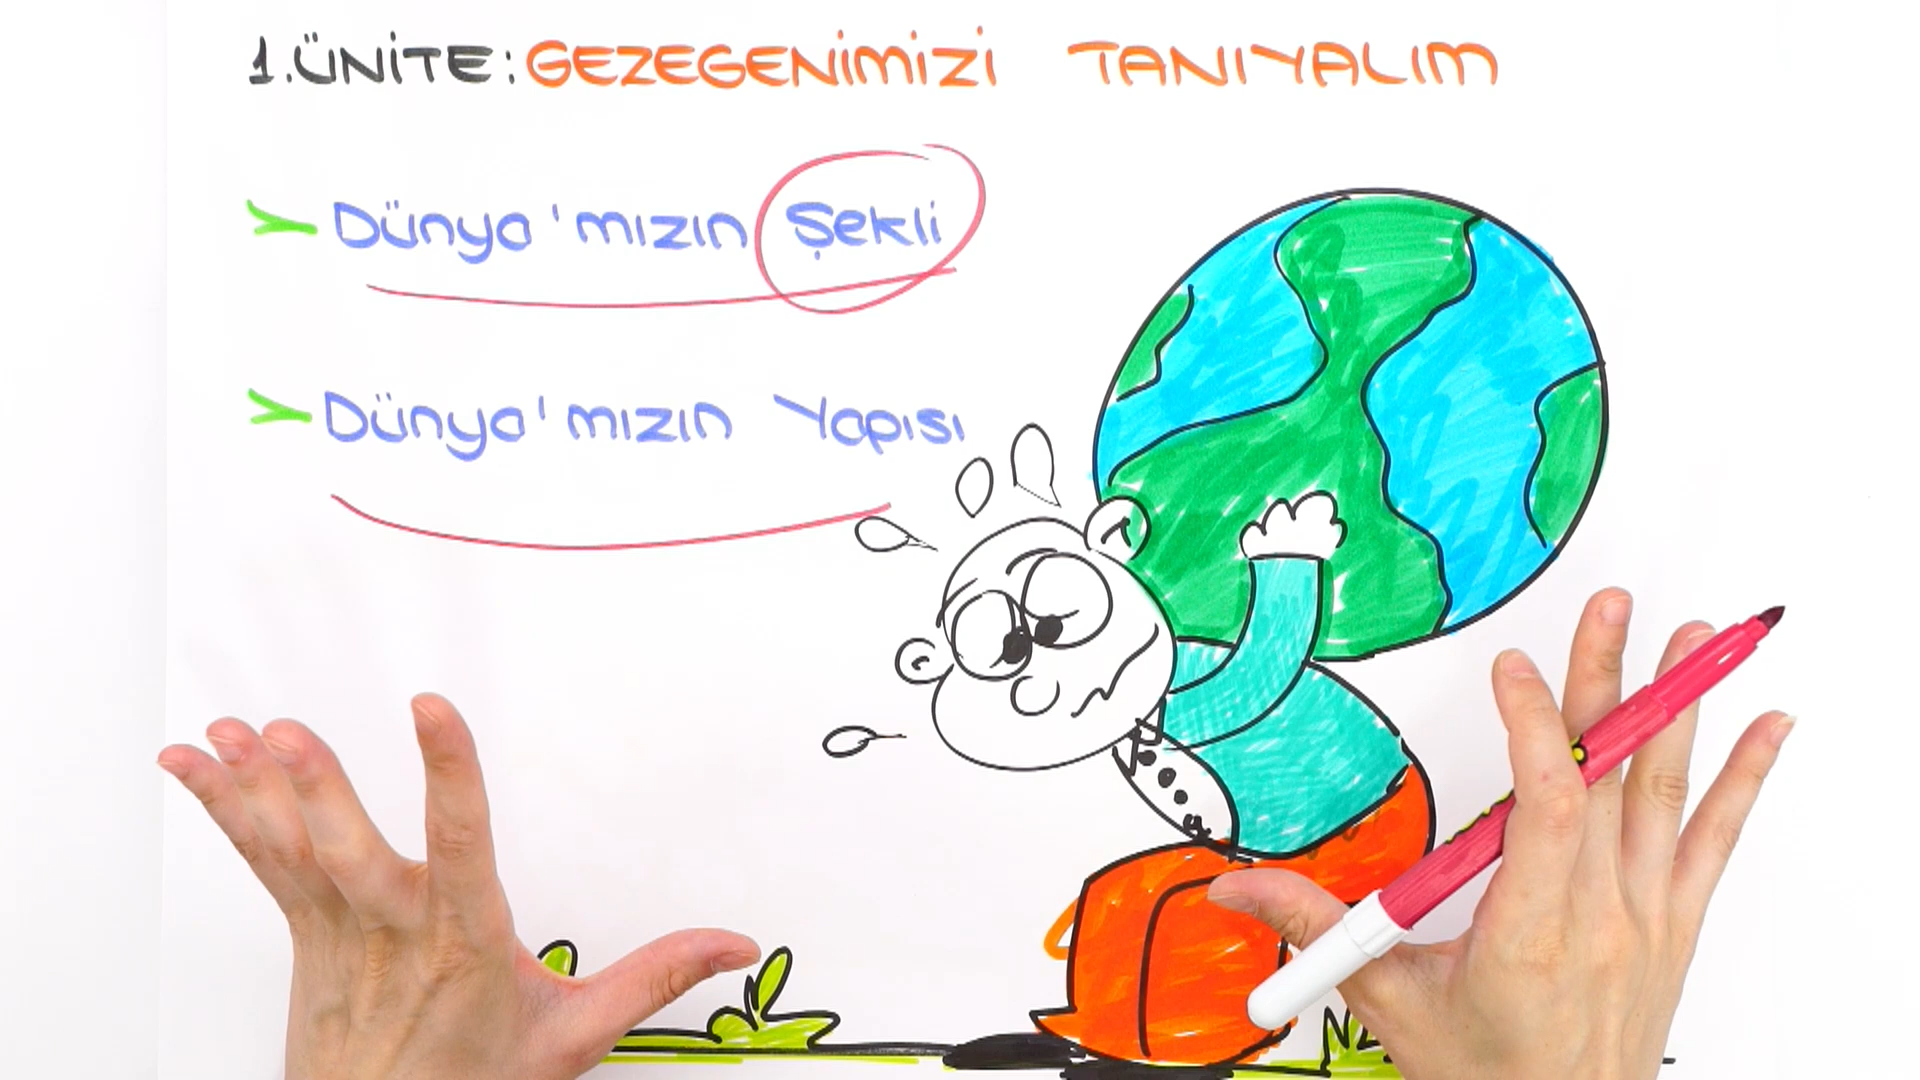 1.ÜNİTE: GEZEGENİMİZİ TANIYALIM
Dünya'mızın Şekli
Dünya'mızın Yapısı